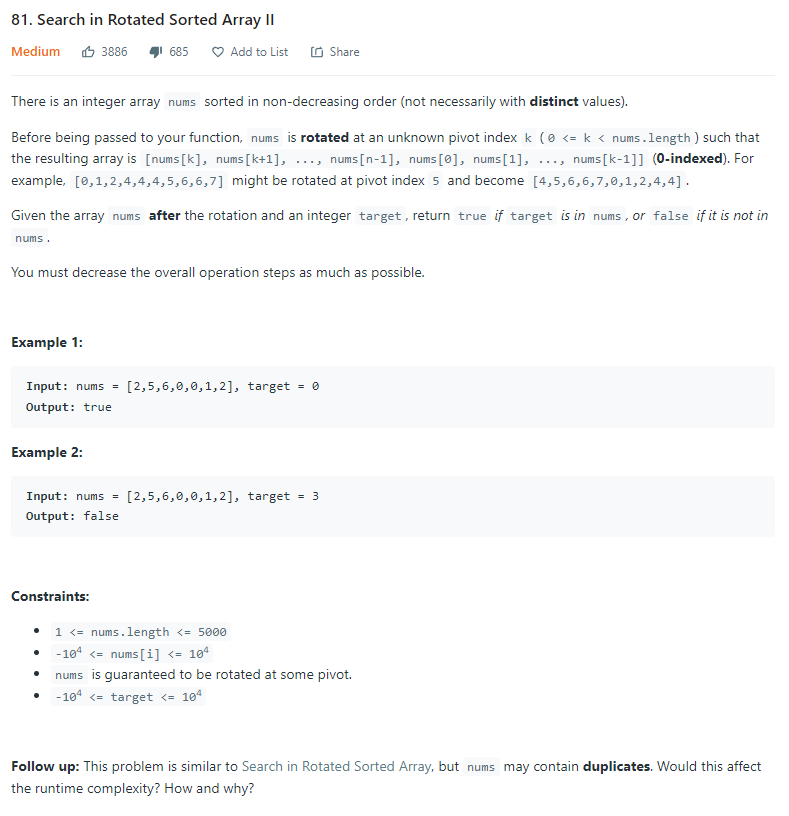 81. Search in Rotated Sorted Array II
Medium 3886 685 Add to List Share
There is an integer array nums sorted in non-decreasing order (not necessarily with distinct values).
Before being passed to your function, nums is rotated at an unknown pivot index k (0 <= k < nums.length) such that
the resulting array is [nums[k], nums[k+1], ..., nums[n-1], nums[0], nums[1], ..., nums[k-1]] (0-indexed). For
example, [0,1,2,4,4,4,5,6,6,7] might be rotated at pivot index 5 and become [4,5,6,6,7,0,1,2,4,4].
Given the array nums after the rotation and an integer target, return true if target is in nums, or false if it is not in
nums.
You must decrease the overall operation steps as much as possible.
Example 1:
Input: nums = [2,5,6,0,0,1,2], target = 0
Output: true
Example 2:
Input: nums = [2,5,6,0,0,1,2], target = 3
Output: false
Constraints:
• 1 <= nums.length <= 5000
• -10⁴ <= nums[i] <= 10⁴
• nums is guaranteed to be rotated at some pivot.
• -10⁴ <= target <= 10⁴
Follow up: This problem is similar to Search in Rotated Sorted Array, but nums may contain duplicates. Would this affect
the runtime complexity? How and why?